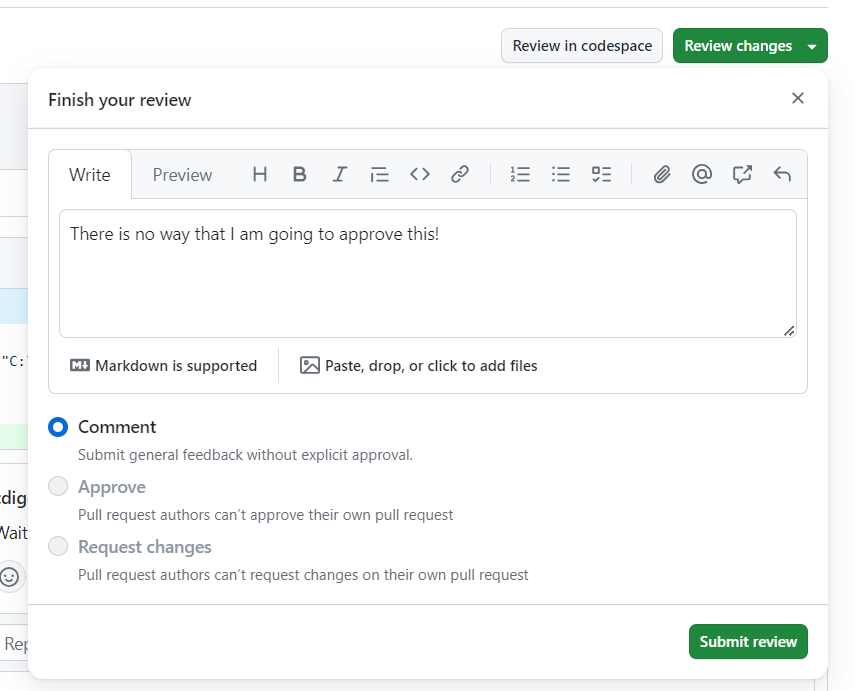 Review in codespace
Review changes
Finish your review
Write
Preview
H B I
There is no way that I am going to approve this!
Markdown is supported
Paste, drop, or click to add files
"C:
Comment
Submit general feedback without explicit approval.
Approve
Pull request authors can't approve their own pull request
Wait
Request changes
Pull request authors can't request changes on their own pull request
Submit review